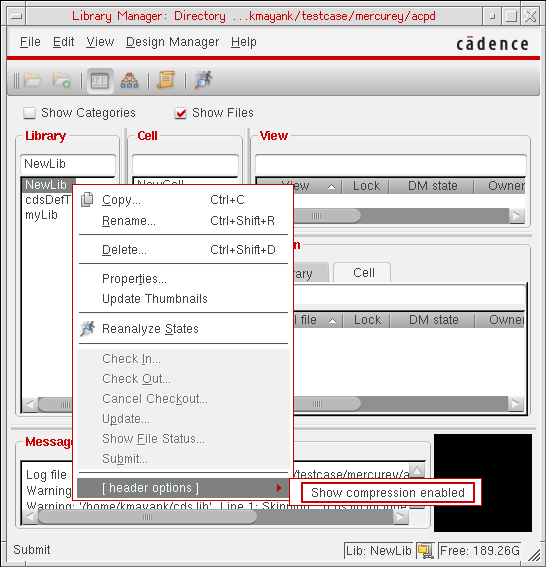 Library Manager: Directory ...kmayank/testcase/mercurey/acpd
File Edit View Design Manager Help
cādence
Show Categories Show Files
Library Cell View
NewLib
NewLib
cdsDefT
myLib
NewCell
View Lock DM state Owner
Copy... Ctrl+C
Rename... Ctrl+Shift+R
Delete... Ctrl+Shift+D
Properties...
Update Thumbnails
Reanalyze States
Check In...
Check Out...
Cancel Checkout...
Update...
Show File Status...
Submit...
[ header options ]
Show compression enabled
Cell
file Lock DM state Owner
Messag
Log file /testcase/mercurey/a
Warning
Warning: '/home/kmayank/cds.lib', Line 1:
Submit Lib: NewLib Free: 189.26G